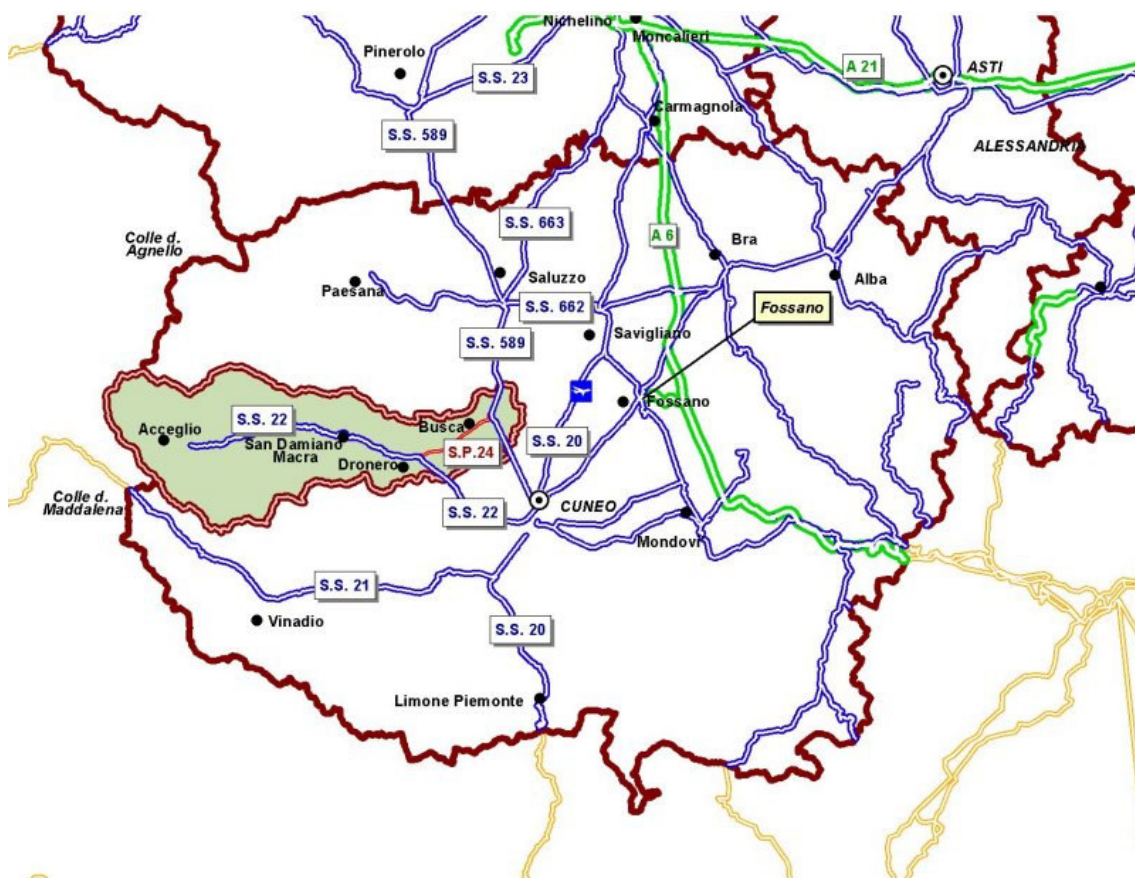 Nichelino
Moncalieri
Pinerolo
S.S. 23
A 21
ASTI
Carmagnola
S.S. 589
ALESSANDRIA
S.S. 663
A 6
Colle d.
Agnello
Bra
Saluzzo
Alba
Paesana
S.S. 662
Fossano
Savigliano
S.S. 589
Fossano
S.S. 22
Busca
Acceglio
San Damiano
Macra
S.S. 20
S.P.24
Dronero
Colle d.
Maddalena
S.S. 22
CUNEO
Mondovi'
S.S. 21
Vinadio
S.S. 20
Limone Piemonte